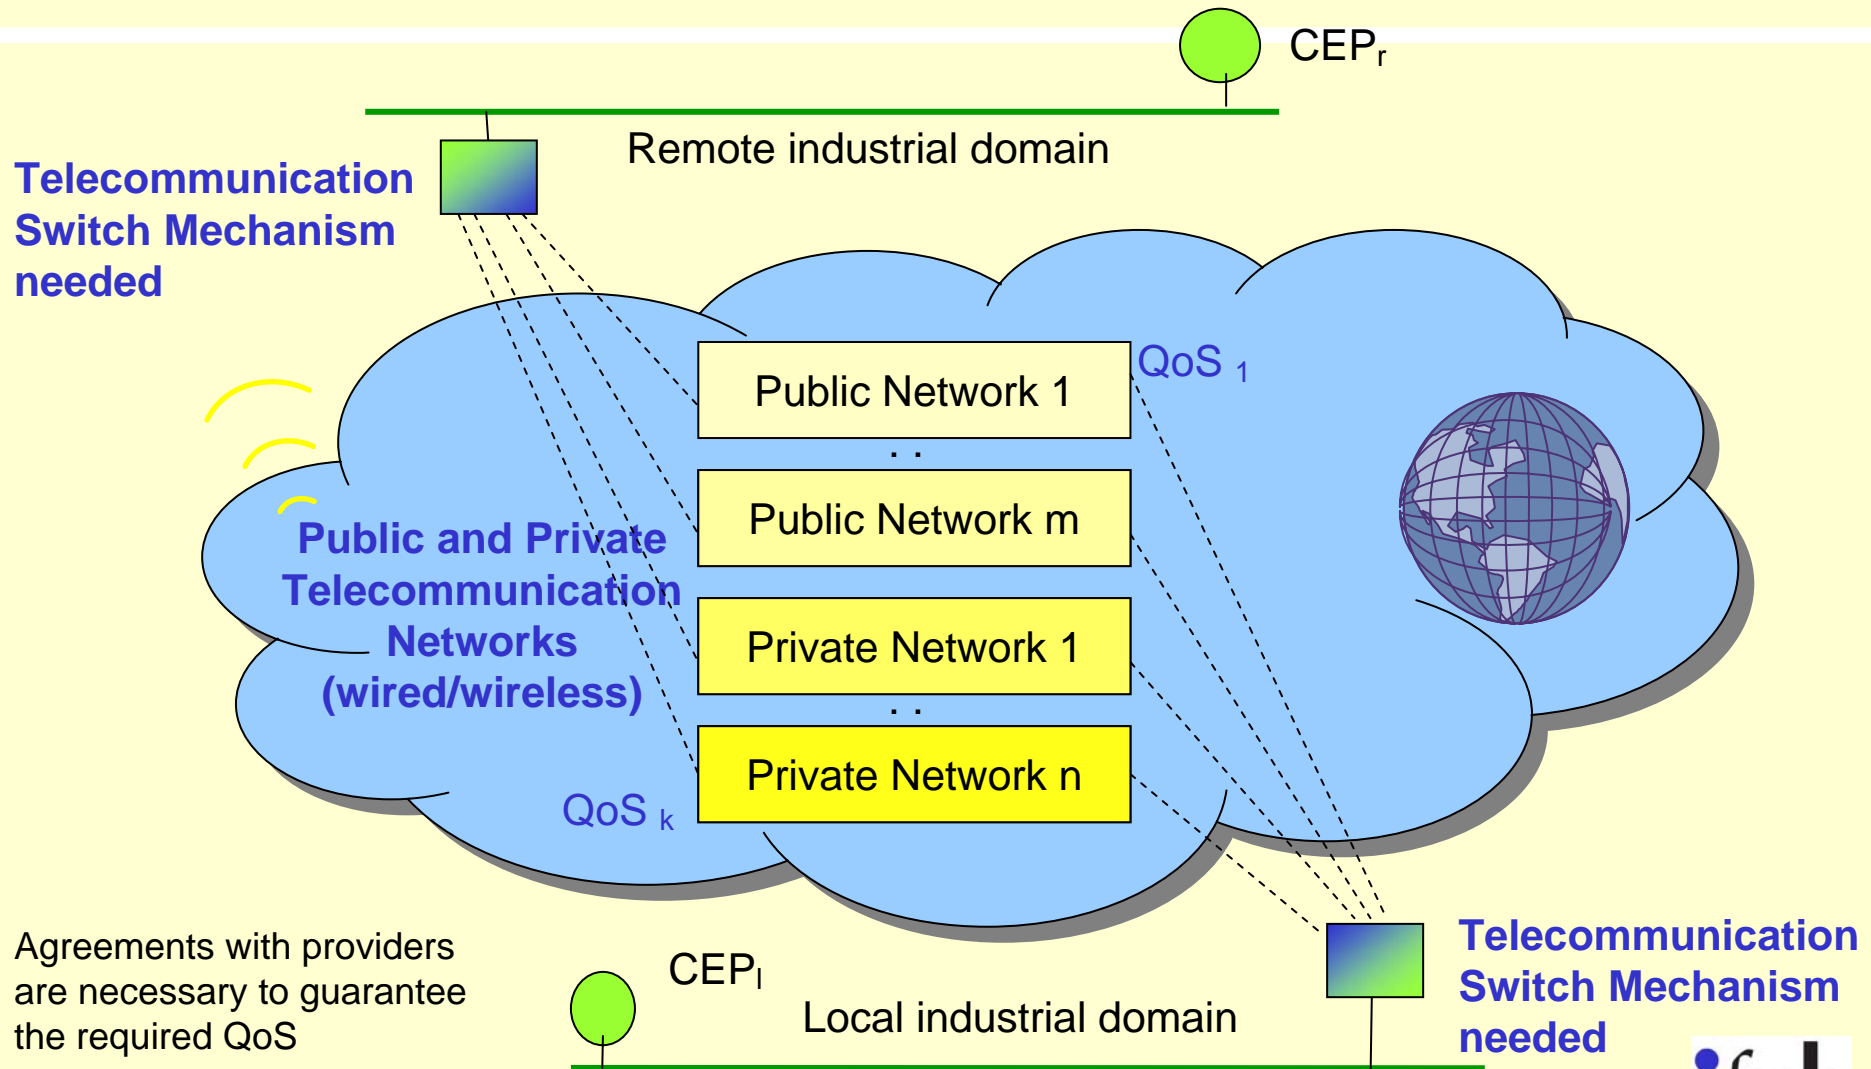 CEPr
Remote industrial domain
Telecommunication
Switch Mechanism
needed
Public Network 1
QoS 1
. .
Public Network m
Public and Private
Telecommunication
Networks
(wired/wireless)
Private Network 1
. .
Private Network n
QoS k
Agreements with providers
are necessary to guarantee
the required QoS
CEPl
Local industrial domain
Telecommunication
Switch Mechanism
needed